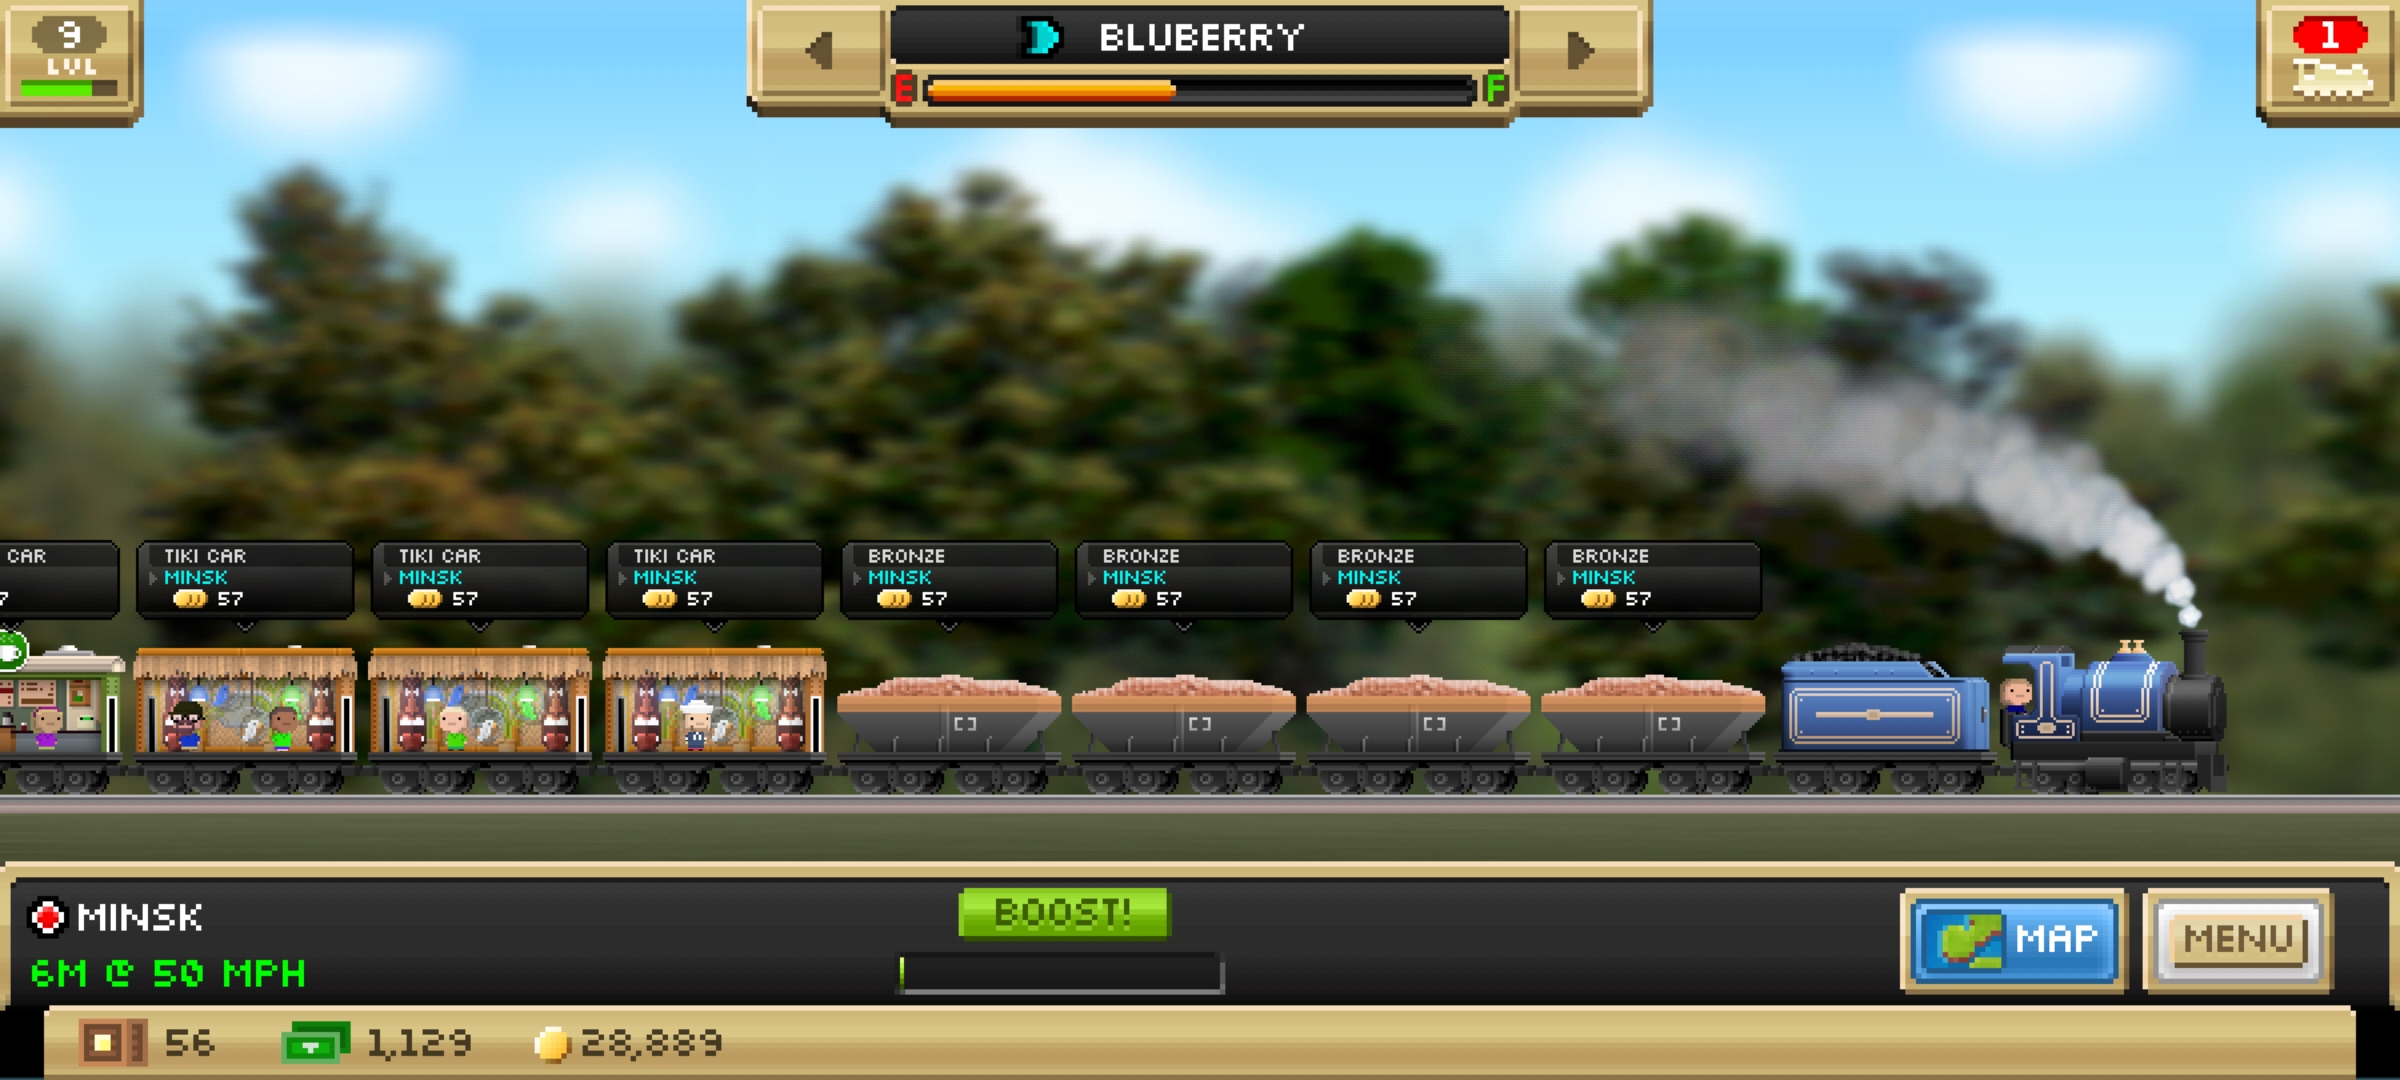 9
LVL
BLUBERRY
E F
1
CAR
7
TIKI CAR
MINSK
57
TIKI CAR
MINSK
57
TIKI CAR
MINSK
57
BRONZE
MINSK
57
BRONZE
MINSK
57
BRONZE
MINSK
57
BRONZE
MINSK
57
MINSK
6M @ 50 MPH
BOOST!
MAP
MENU
56 1,129 28,889